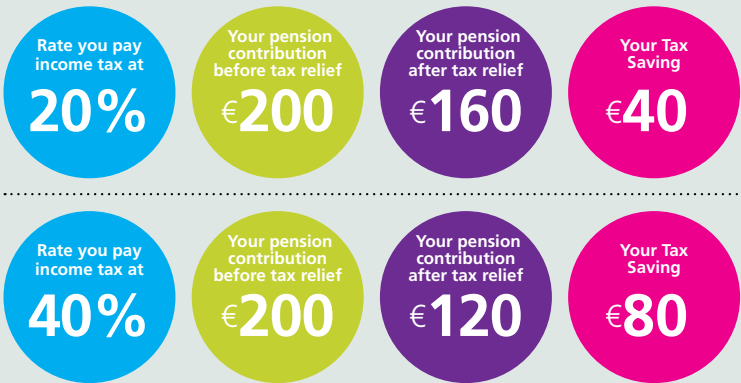 Rate you pay
income tax at
20%
Your pension
contribution
before tax relief
€200
Your pension
contribution
after tax relief
€160
Your Tax
Saving
€40
Rate you pay
income tax at
40%
Your pension
contribution
before tax relief
€200
Your pension
contribution
after tax relief
€120
Your Tax
Saving
€80